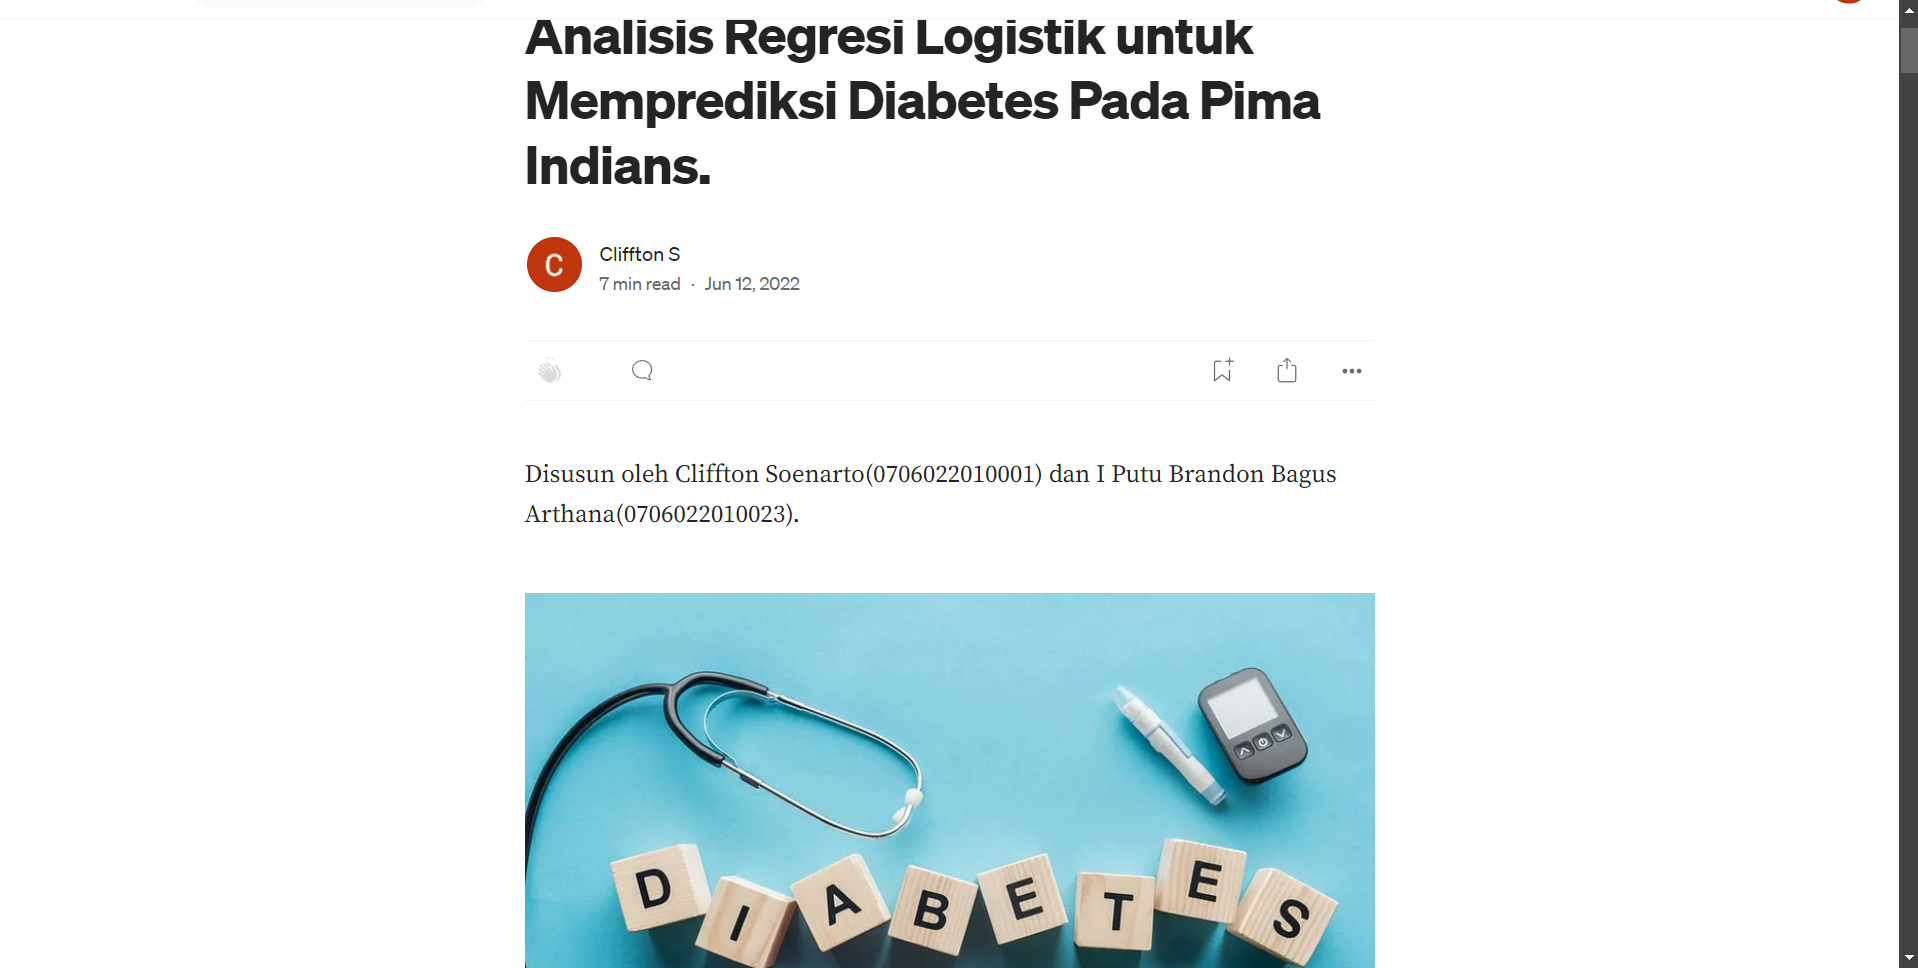 Analisis Regresi Logistik untuk
Memprediksi Diabetes Pada Pima
Indians.
C
Cliffton S
7 min read · Jun 12, 2022
Disusun oleh Cliffton Soenarto(0706022010001) dan I Putu Brandon Bagus
Arthana(0706022010023).
DIABETES